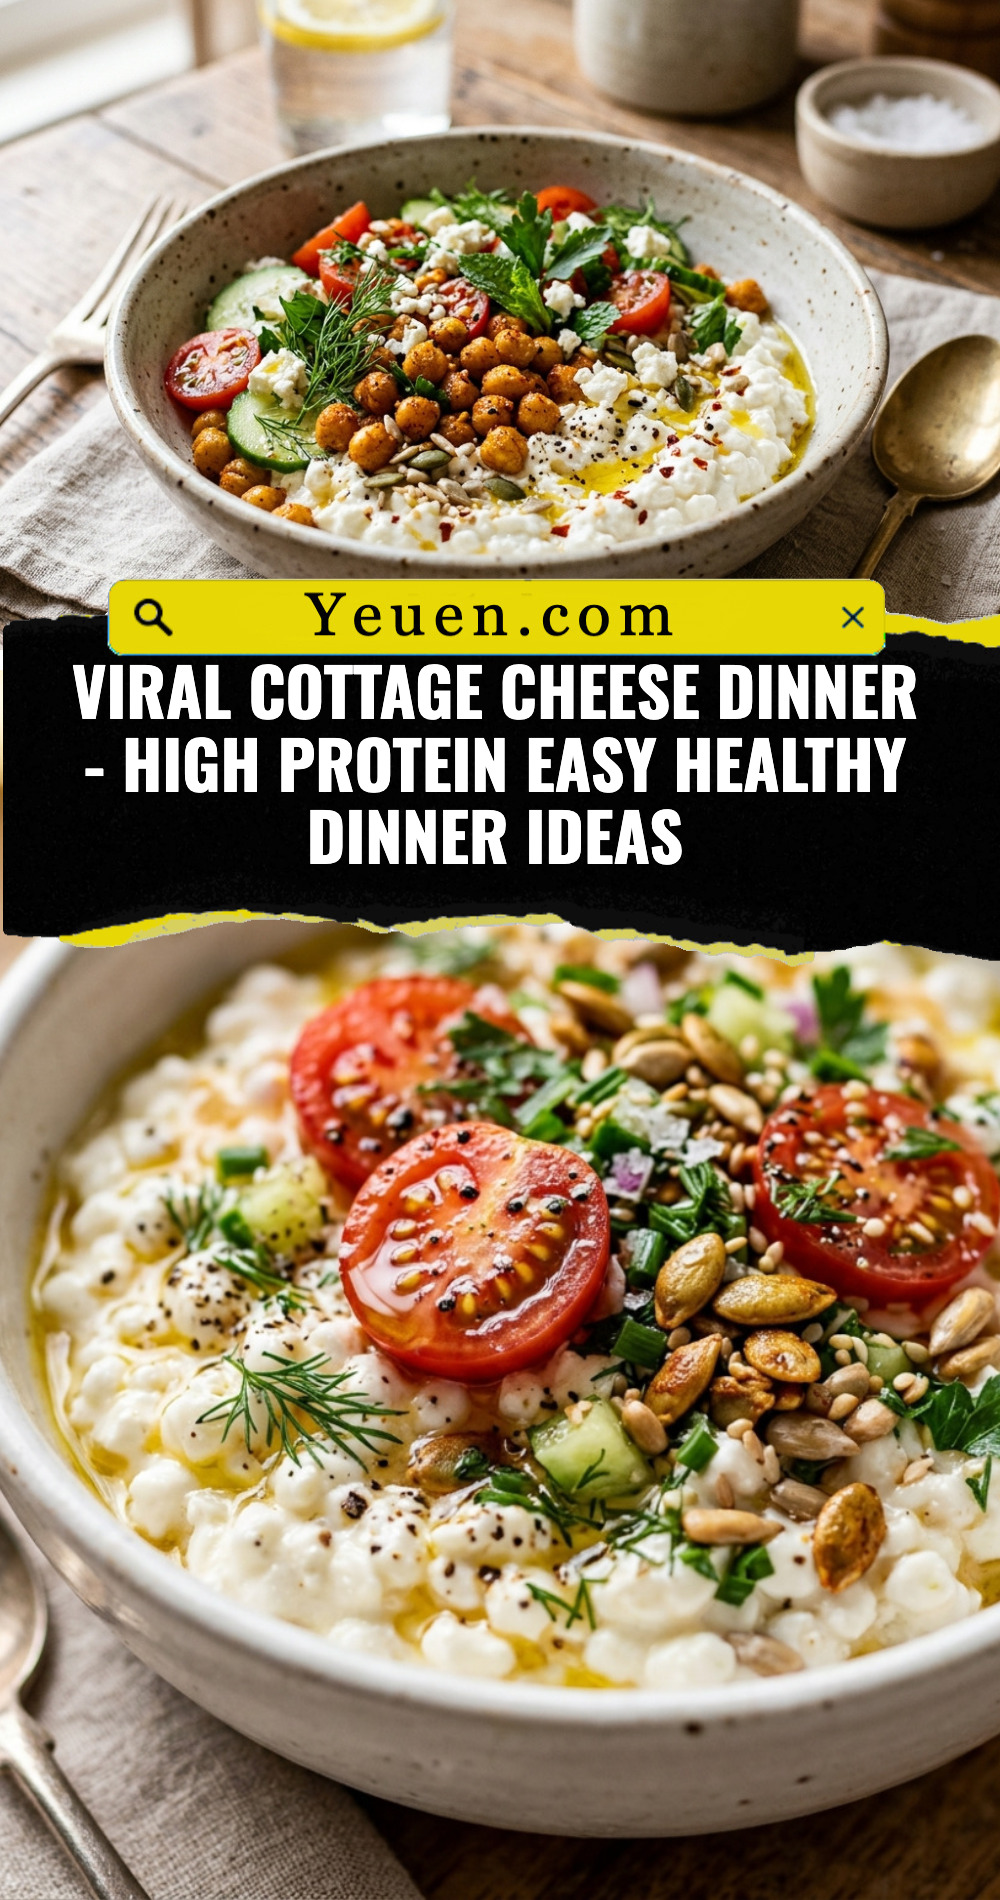 Yeuen.com
VIRAL COTTAGE CHEESE DINNER
- HIGH PROTEIN EASY HEALTHY
DINNER IDEAS